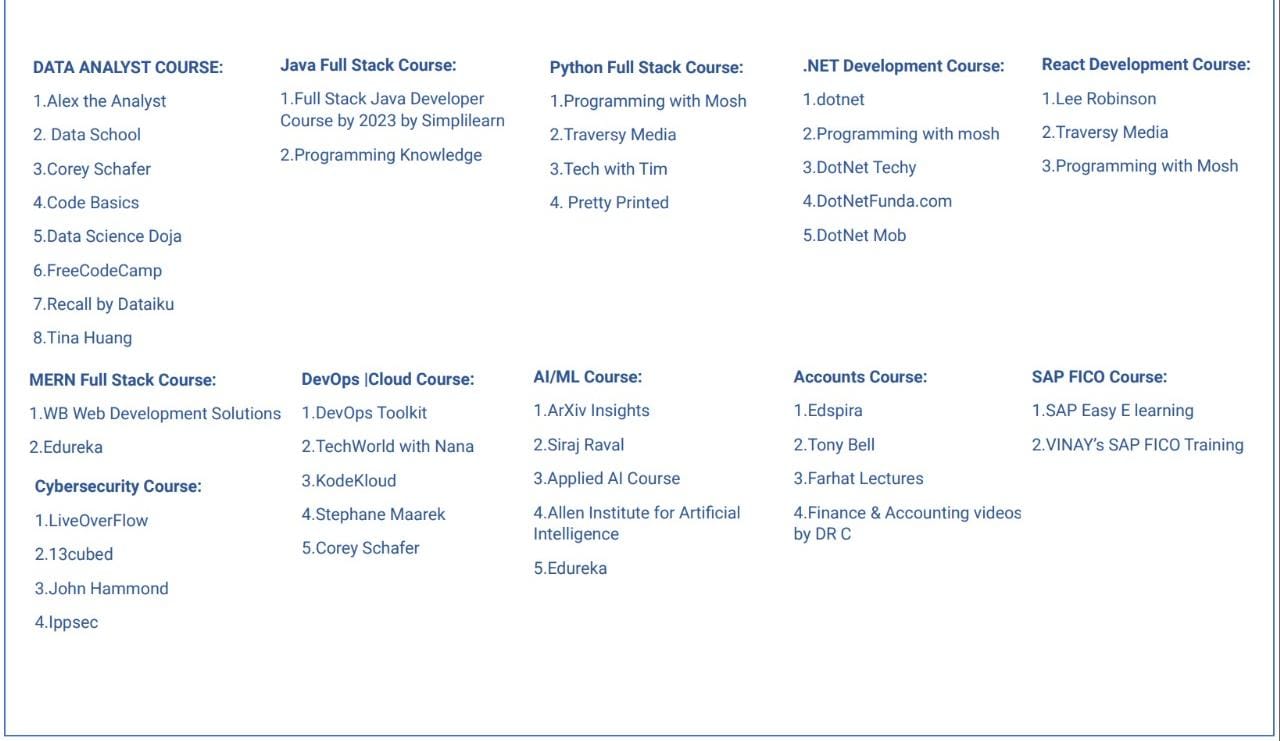 DATA ANALYST COURSE:
1.Alex the Analyst
2. Data School
3.Corey Schafer
4.Code Basics
5.Data Science Doja
6.FreeCodeCamp
7.Recall by Dataiku
8.Tina Huang
Java Full Stack Course:
1.Full Stack Java Developer
Course by 2023 by Simplilearn
2.Programming Knowledge
Python Full Stack Course:
1.Programming with Mosh
2.Traversy Media
3.Tech with Tim
4. Pretty Printed
.NET Development Course:
1.dotnet
2.Programming with mosh
3.DotNet Techy
4.DotNetFunda.com
5.DotNet Mob
React Development Course:
1.Lee Robinson
2.Traversy Media
3.Programming with Mosh
MERN Full Stack Course:
1.WB Web Development Solutions
2.Edureka
Cybersecurity Course:
1.LiveOverFlow
2.13cubed
3.John Hammond
4.Ippsec
DevOps |Cloud Course:
1.DevOps Toolkit
2.TechWorld with Nana
3.KodeKloud
4.Stephane Maarek
5.Corey Schafer
AI/ML Course:
1.ArXiv Insights
2.Siraj Raval
3.Applied AI Course
4.Allen Institute for Artificial
Intelligence
5.Edureka
Accounts Course:
1.Edspira
2.Tony Bell
3.Farhat Lectures
4.Finance & Accounting videos
by DR C
SAP FICO Course:
1.SAP Easy E learning
2.VINAY’s SAP FICO Training